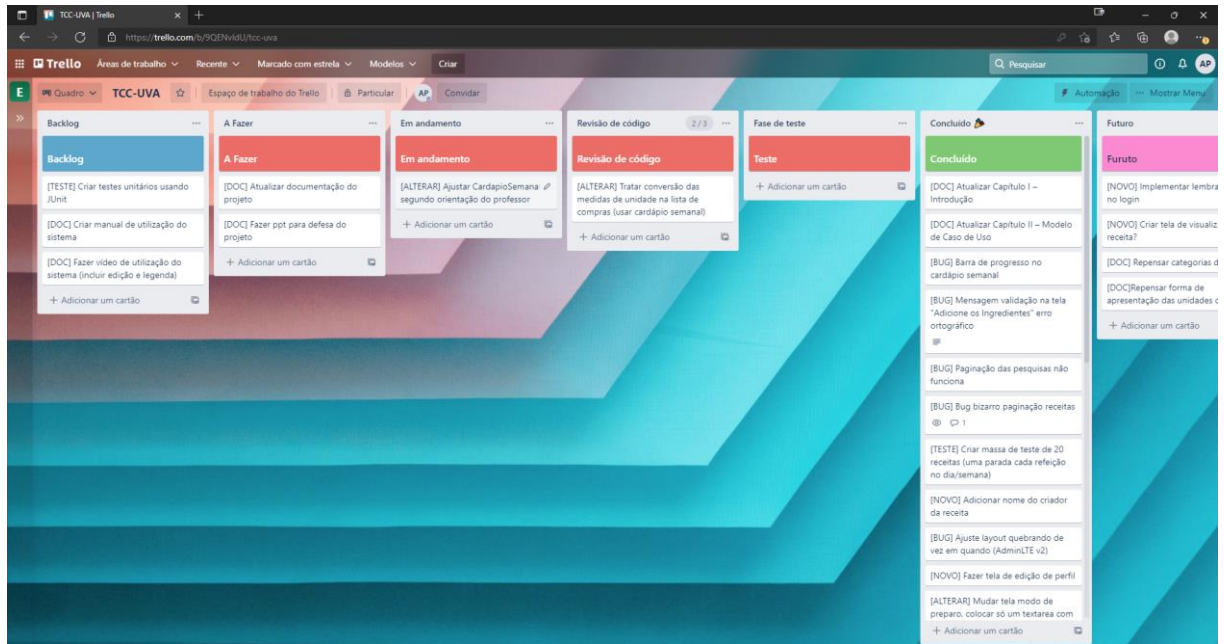 TCC-UVA | Trello
https://trello.com/b/9QENvIdU/tcc-uva
Trello
Áreas de trabalho
Recente
Marcado com estrela
Modelos
Criar
Pesquisar
AP
E
Quadro
TCC-UVA
Espaço de trabalho do Trello
Particular
AP
Convidar
Automação
Mostrar Menu
Backlog
Backlog
[TESTE] Criar testes unitários usando
JUnit
[DOC] Criar manual de utilização do
sistema
[DOC] Fazer vídeo de utilização do
sistema (incluir edição e legenda)
+ Adicionar um cartão
A Fazer
A Fazer
[DOC] Atualizar documentação do
projeto
[DOC] Fazer ppt para defesa do
projeto
+ Adicionar um cartão
Em andamento
Em andamento
[ALTERAR] Ajustar CardapioSemana
segundo orientação do professor
+ Adicionar um cartão
Revisão de código
2/3
Revisão de código
[ALTERAR] Tratar conversão das
medidas de unidade na lista de
compras (usar cardápio semanal)
+ Adicionar um cartão
Fase de teste
Teste
+ Adicionar um cartão
Concluído
Concluído
[DOC] Atualizar Capítulo I –
Introdução
[DOC] Atualizar Capítulo II – Modelo
de Caso de Uso
[BUG] Barra de progresso no
cardápio semanal
[BUG] Mensagem validação na tela
"Adicione os Ingredientes" erro
ortográfico
[BUG] Paginação das pesquisas não
funciona
[BUG] Bug bizarro paginação receitas
1
[TESTE] Criar massa de teste de 20
receitas (uma parada cada refeição
no dia/semana)
[NOVO] Adicionar nome do criador
da receita
[BUG] Ajuste layout quebrando de
vez em quando (AdminLTE v2)
[NOVO] Fazer tela de edição de perfil
[ALTERAR] Mudar tela modo de
preparo, colocar só um textarea com
+ Adicionar um cartão
Futuro
Furuto
[NOVO] Implementar lembra
no login
[NOVO] Criar tela de visualiz
receita?
[DOC] Repensar categorias d
[DOC]Repensar forma de
apresentação das unidades
+ Adicionar um cartão